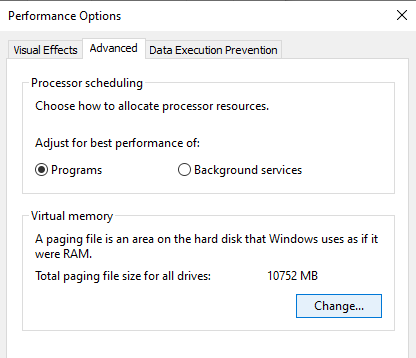 Performance Options
Visual Effects Advanced Data Execution Prevention
Processor scheduling
Choose how to allocate processor resources.
Adjust for best performance of:
Programs Background services
Virtual memory
A paging file is an area on the hard disk that Windows uses as if it
were RAM.
Total paging file size for all drives: 10752 MB
Change...